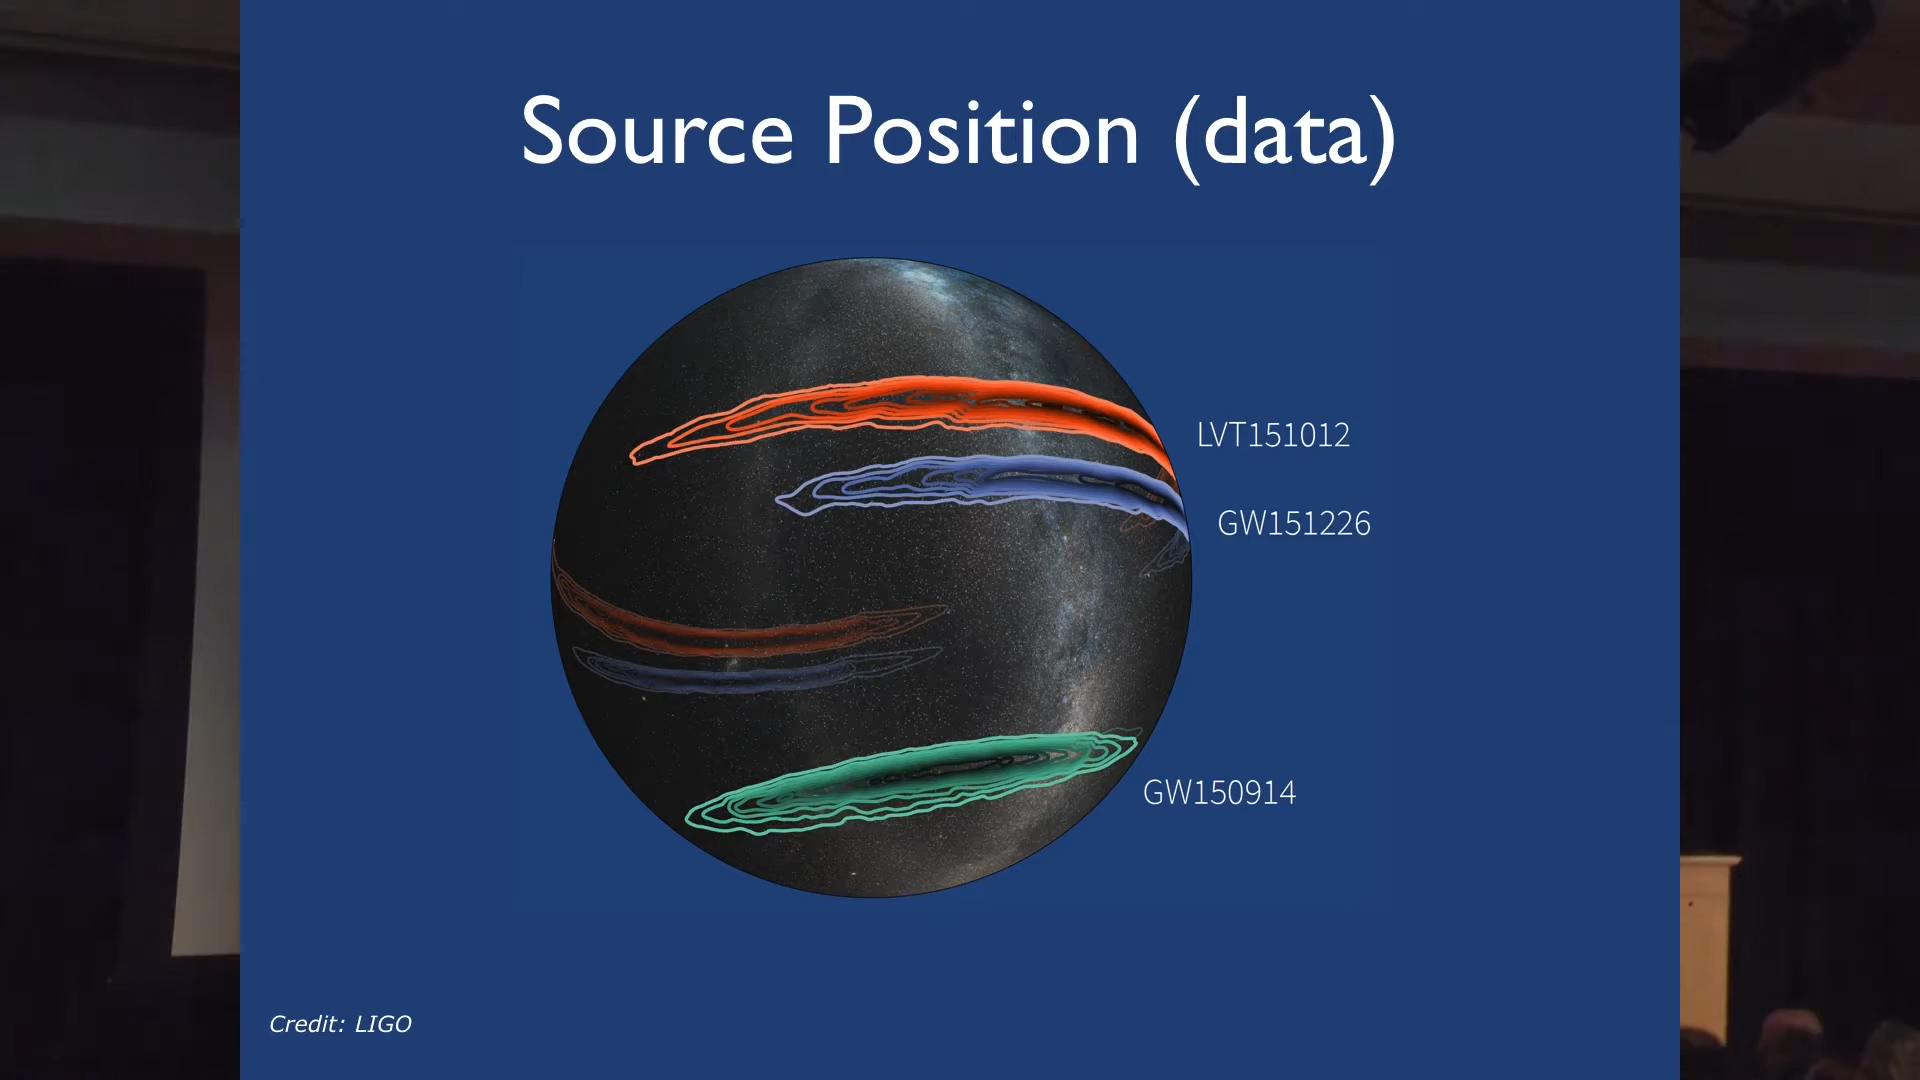 Source Position (data)
LVT151012
GW151226
GW150914
Credit: LIGO